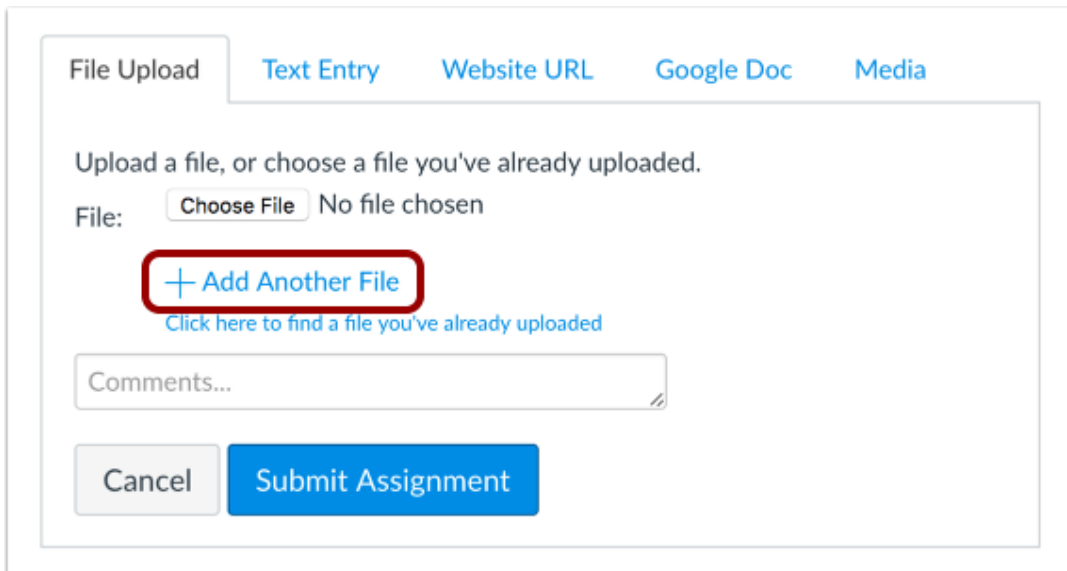 File Upload Text Entry Website URL Google Doc Media
Upload a file, or choose a file you've already uploaded.
File: Choose File No file chosen
+ Add Another File
Click here to find a file you've already uploaded
Comments...
Cancel Submit Assignment